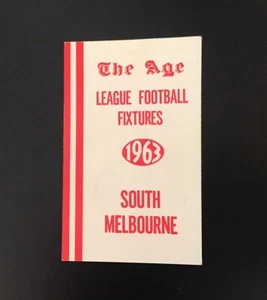 The Age
LEAGUE FOOTBALL
FIXTURES
1963
SOUTH
MELBOURNE